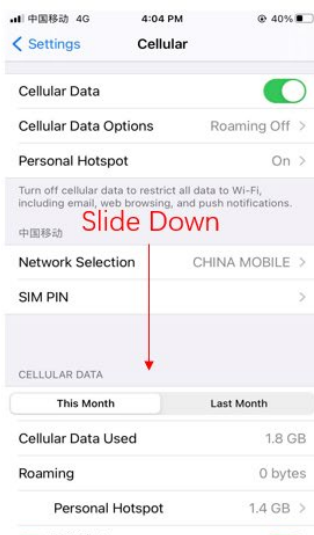 中国移动 4G 4:04 PM 40%
Settings Cellular
Cellular Data
Cellular Data Options Roaming Off
Personal Hotspot On
Turn off cellular data to restrict all data to Wi-Fi,
including email, web browsing, and push notifications.
Slide Down
中国移动
Network Selection CHINA MOBILE
SIM PIN
CELLULAR DATA
This Month Last Month
Cellular Data Used 1.8 GB
Roaming 0 bytes
Personal Hotspot 1.4 GB